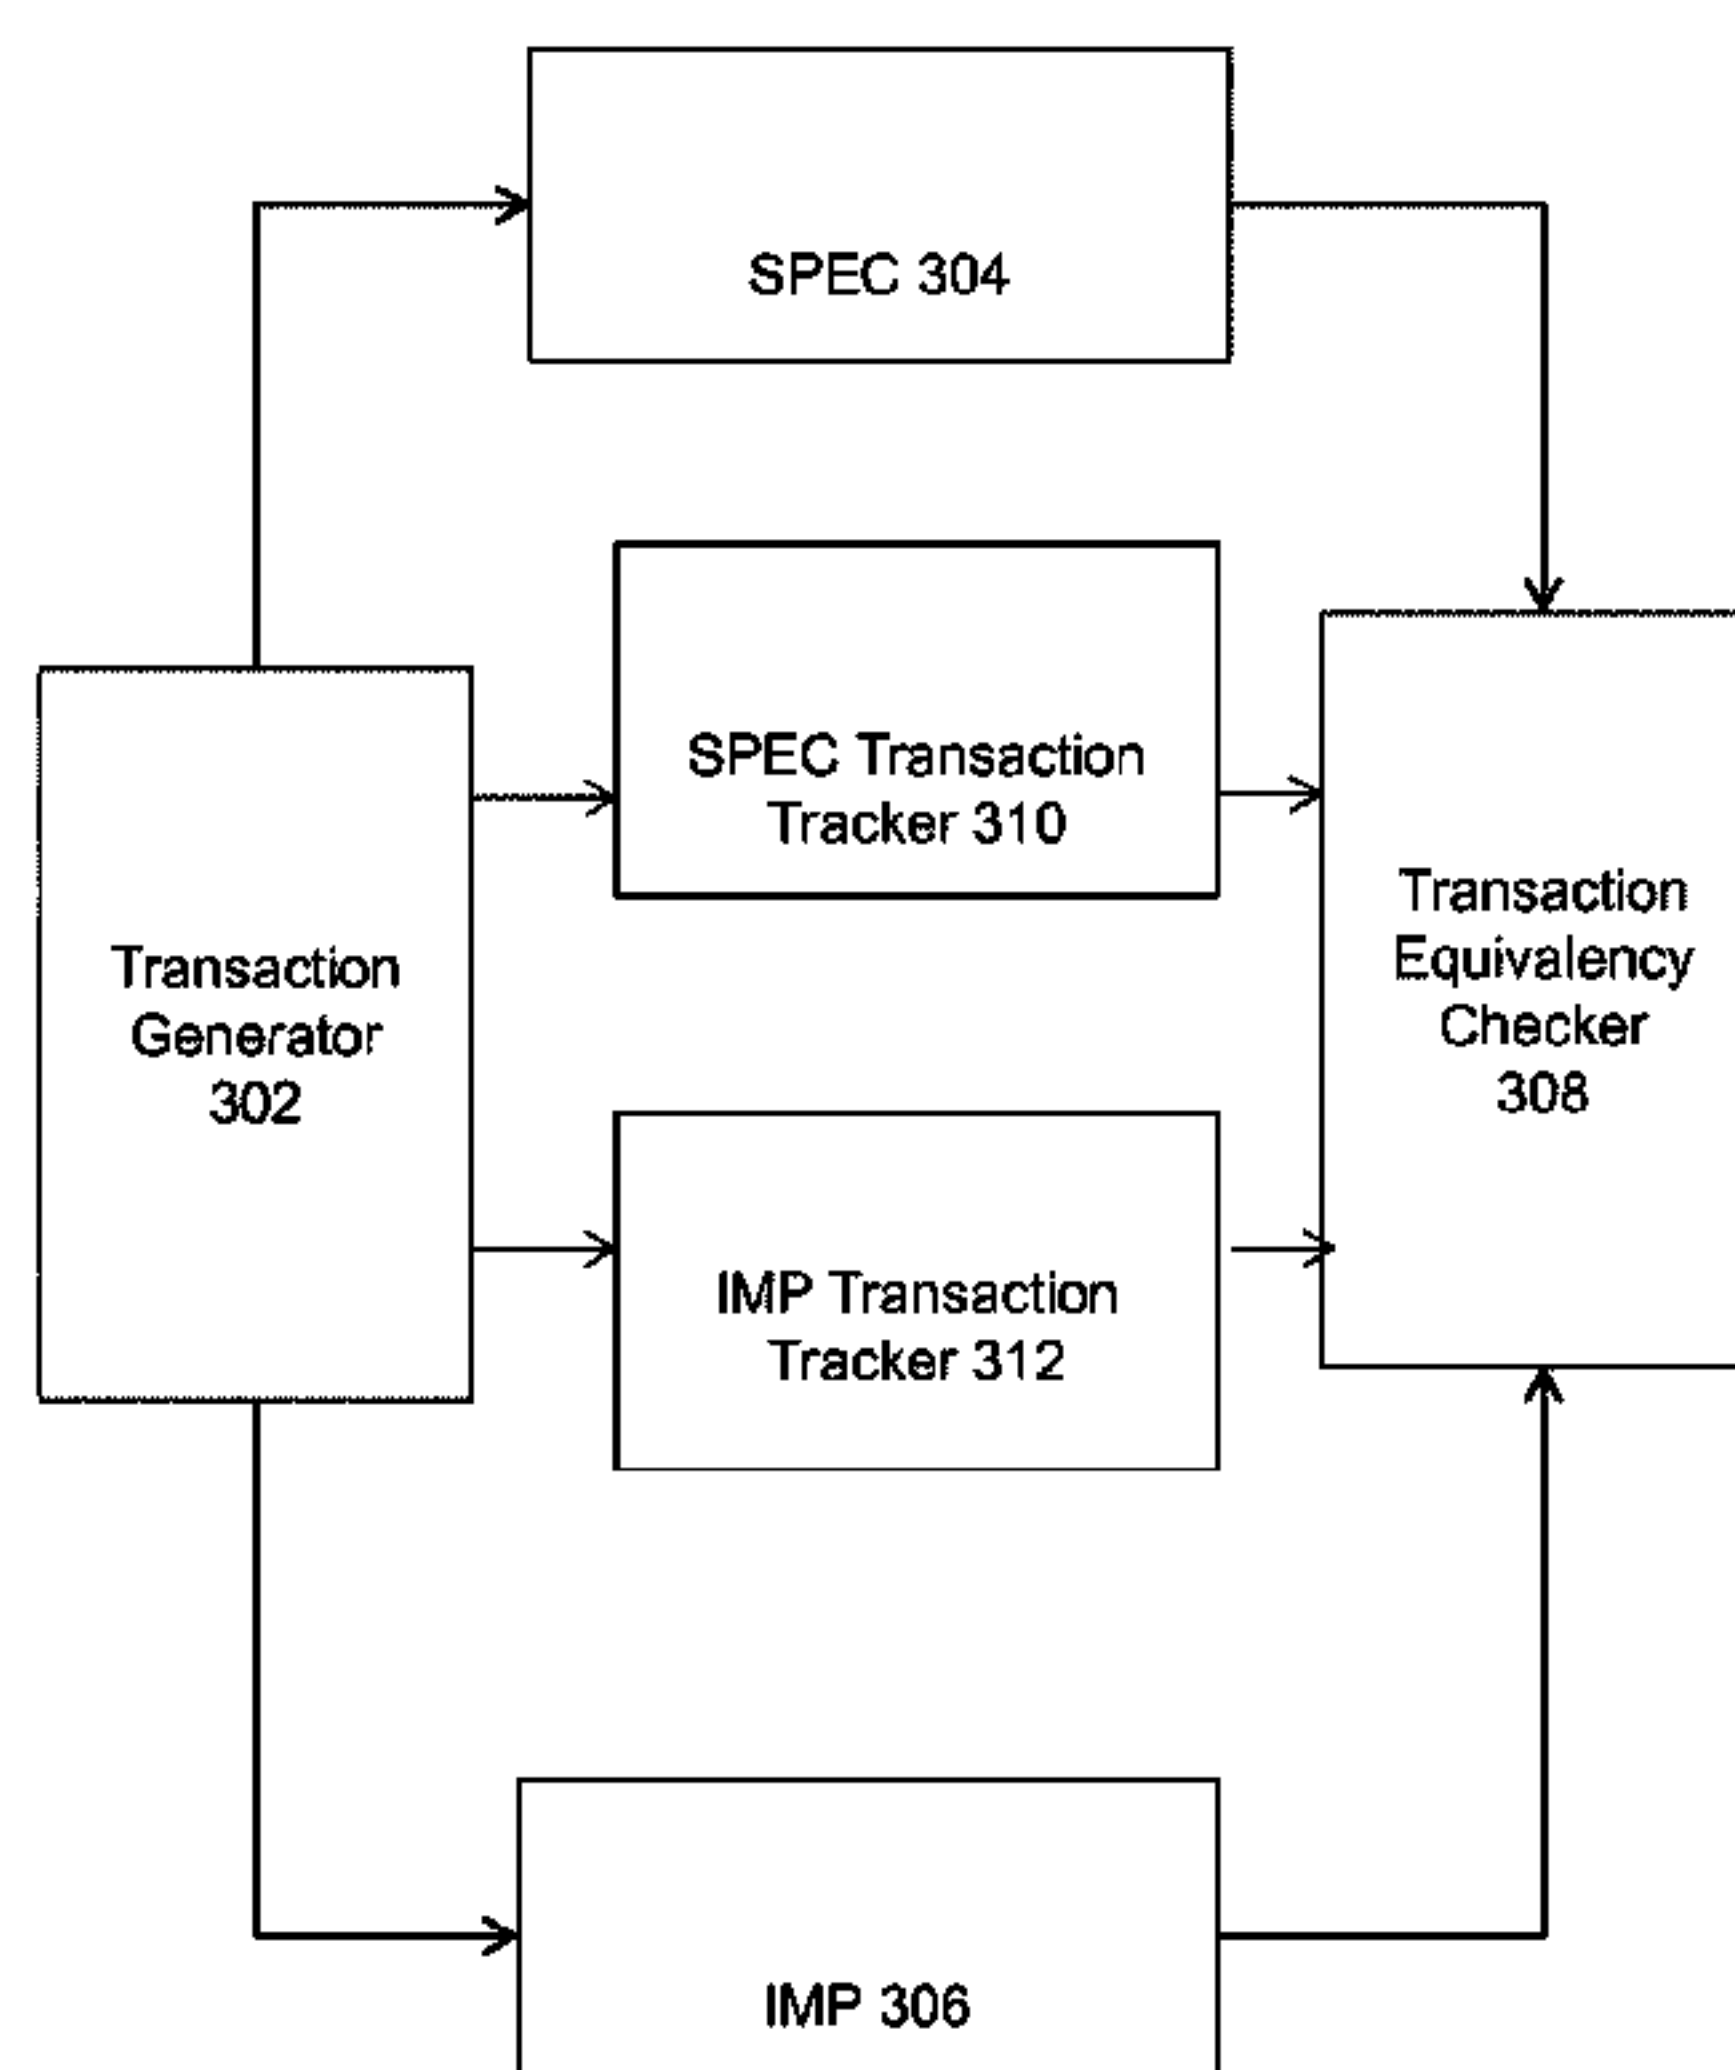 SPEC 304
SPEC Transaction
Tracker 310
Transaction
Generator
302
Transaction
Equivalency
Checker
308
IMP Transaction
Tracker 312
IMP 306